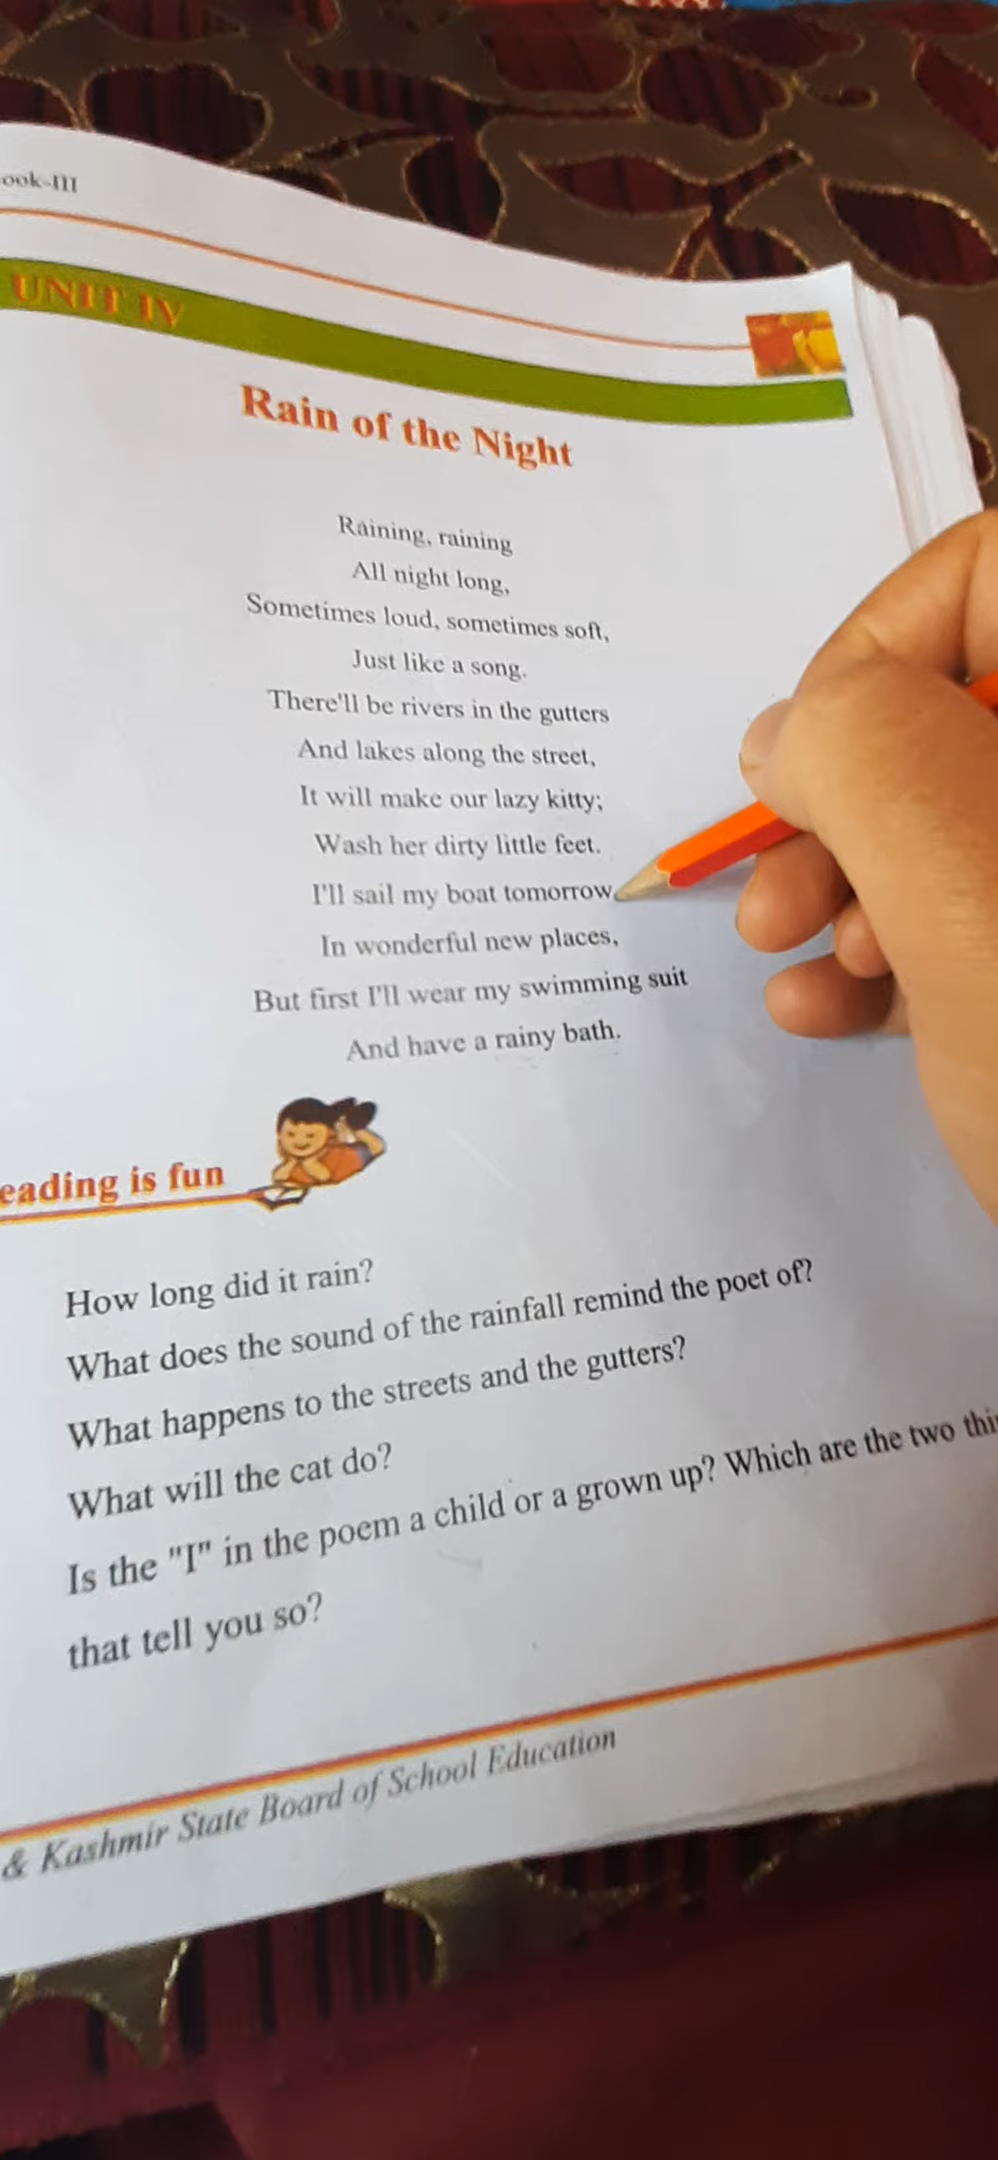 ook-III
UNIT IV
Rain of the Night
Raining, raining
All night long,
Sometimes loud, sometimes soft,
Just like a song.
There'll be rivers in the gutters
And lakes along the street,
It will make our lazy kitty;
Wash her dirty little feet.
I'll sail my boat tomorrow
In wonderful new places,
But first I'll wear my swimming suit
And have a rainy bath.
eading is fun
How long did it rain?
What does the sound of the rainfall remind the poet of?
What happens to the streets and the gutters?
What will the cat do?
Is the "I" in the poem a child or a grown up? Which are the two thi
that tell you so?
& Kashmir State Board of School Education